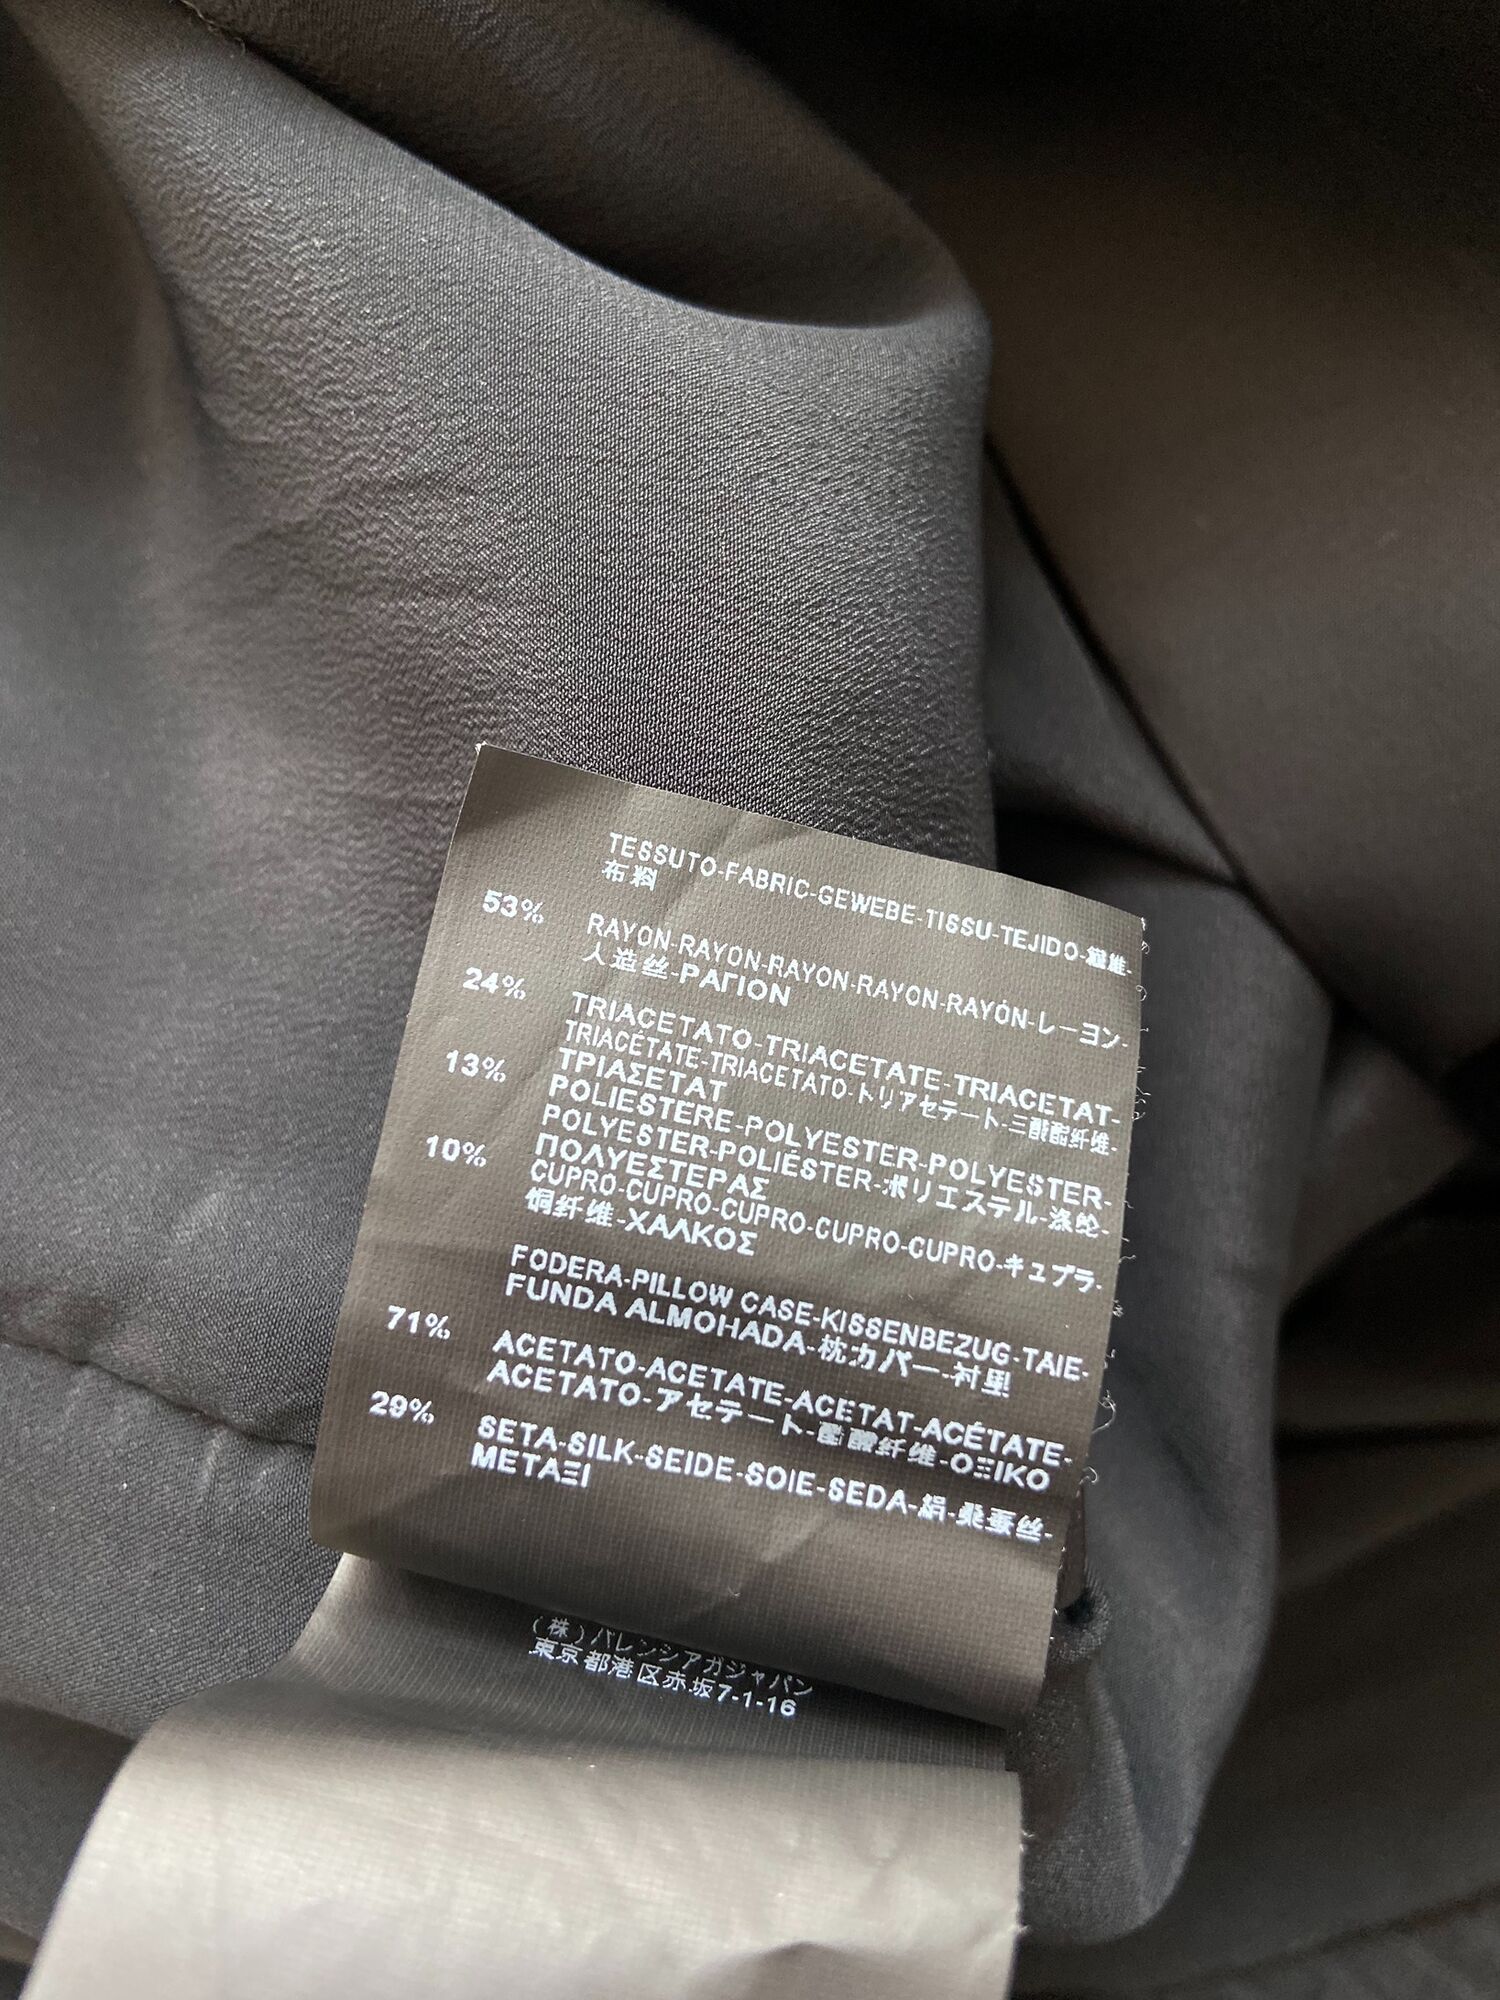 TESSUTO-FABRIC-GEWEBE-TISSU-TEJIDO-繊維-
布料
53% RAYON-RAYON-RAYON-RAYON-RAYÓN-レーヨン-
人造丝-ΡΑΓΙΟΝ
24% TRIACETATO-TRIACETATE-TRIACETAT-
TRIACÉTATE-TRIACETATO-トリアセテート-三酸酯纤维-
ΤΡΙΑΣΕΤΑΤ
13% POLIESTERE-POLYESTER-POLYESTER-
POLYESTER-POLIÉSTER-ポリエステル-涤纶-
ΠΟΛΥΕΣΤΕΡΑΣ
10% CUPRO-CUPRO-CUPRO-CUPRO-CUPRO-キュプラ-
铜纤维-ΧΑΛΚΟΣ
FODERA-PILLOW CASE-KISSENBEZUG-TAIE-
FUNDA ALMOHADA-枕カバー-衬里
71% ACETATO-ACETATE-ACETAT-ACÉTATE-
ACETATO-アセテート-醋酸纤维-ΟΞΙΚΟ
29% SETA-SILK-SEIDE-SOIE-SEDA-絹-桑蚕丝-
ΜΕΤΑΞΙ
(株)バレンシアガジャパン
東京都港区赤坂7-1-16